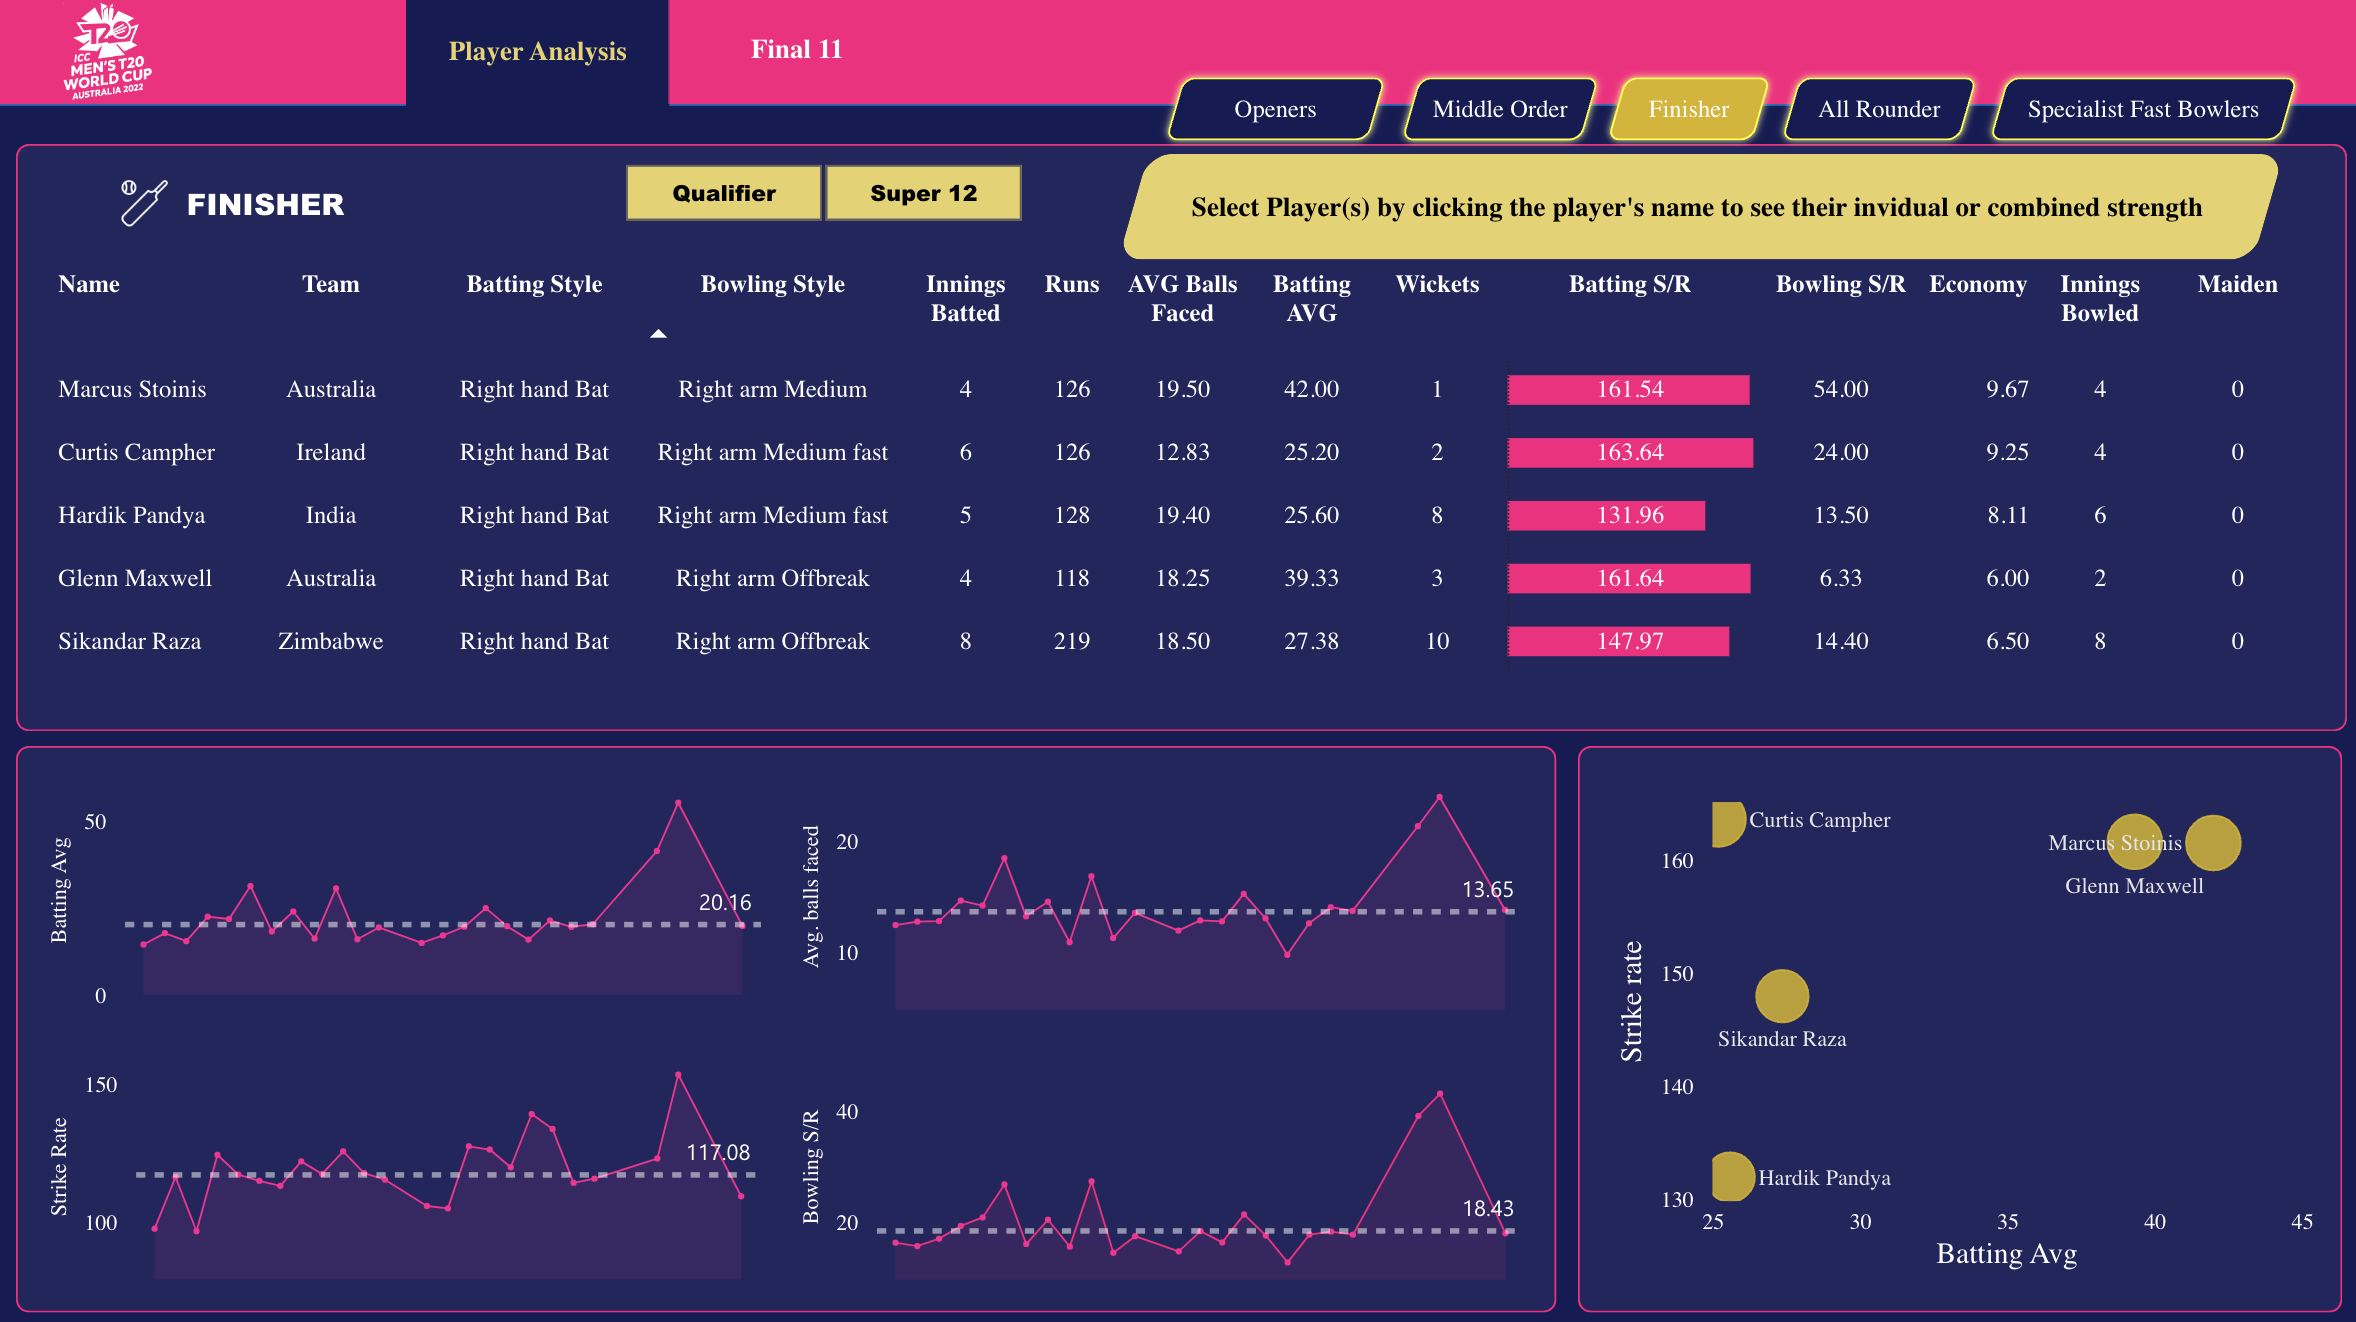 T20
ICC
MEN'S T20
WORLD CUP
AUSTRALIA 2022
Player Analysis
Final 11
Openers
Middle Order
Finisher
All Rounder
Specialist Fast Bowlers
FINISHER
Qualifier
Super 12
Select Player(s) by clicking the player's name to see their invidual or combined strength
Name Team Batting Style Bowling Style Innings Batted Runs AVG Balls Faced Batting AVG Wickets Batting S/R Bowling S/R Economy Innings Bowled Maiden
Marcus Stoinis Australia Right hand Bat Right arm Medium 4 126 19.50 42.00 1 161.54 54.00 9.67 4 0
Curtis Campher Ireland Right hand Bat Right arm Medium fast 6 126 12.83 25.20 2 163.64 24.00 9.25 4 0
Hardik Pandya India Right hand Bat Right arm Medium fast 5 128 19.40 25.60 8 131.96 13.50 8.11 6 0
Glenn Maxwell Australia Right hand Bat Right arm Offbreak 4 118 18.25 39.33 3 161.64 6.33 6.00 2 0
Sikandar Raza Zimbabwe Right hand Bat Right arm Offbreak 8 219 18.50 27.38 10 147.97 14.40 6.50 8 0
Batting Avg
50
0
20.16
Avg. balls faced
20
10
13.65
Strike Rate
150
100
117.08
Bowling S/R
40
20
18.43
Strike rate
160
150
140
130
Curtis Campher
Marcus Stoinis
Glenn Maxwell
Sikandar Raza
Hardik Pandya
25 30 35 40 45
Batting Avg